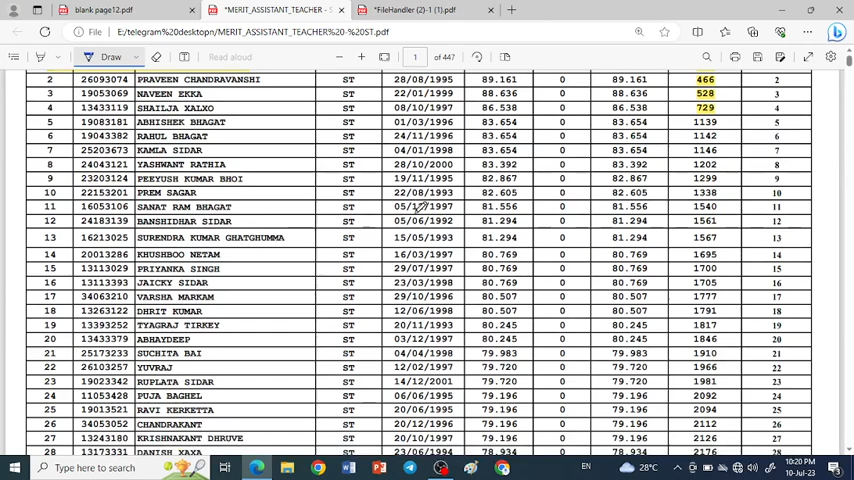 blank page12.pdf
*MERIT_ASSISTANT_TEACHER - S
*FileHandler (2)-1 (1).pdf
File E:/telegram%20desktopn/MERIT_ASSISTANT_TEACHER%20-%20ST.pdf
Draw Read aloud 1 of 447
2 26093074 PRAVEEN CHANDRAVANSHI ST 28/08/1995 89.161 0 89.161 466 2
3 19053069 NAVEEN EKKA ST 22/01/1999 88.636 0 88.636 528 3
4 13433119 SHAILJA XALXO ST 08/10/1997 86.538 0 86.538 729 4
5 19083181 ABHISHEK BHAGAT ST 01/03/1996 83.654 0 83.654 1139 5
6 19043382 RAHUL BHAGAT ST 24/11/1996 83.654 0 83.654 1142 6
7 25203673 KAMLA SIDAR ST 04/01/1998 83.654 0 83.654 1146 7
8 24043121 YASHWANT RATHIA ST 28/10/2000 83.392 0 83.392 1202 8
9 23203124 PEEYUSH KUMAR BHOI ST 19/11/1995 82.867 0 82.867 1299 9
10 22153201 PREM SAGAR ST 22/08/1993 82.605 0 82.605 1338 10
11 16053106 SANAT RAM BHAGAT ST 81.556 0 81.556 1540 11
12 24183139 BANSHIDHAR SIDAR ST 05/06/1992 81.294 0 81.294 1561 12
13 16213025 SURENDRA KUMAR GHATGHUMMA ST 15/05/1993 81.294 0 81.294 1567 13
14 20013286 KHUSHBOO NETAM ST 16/03/1997 80.769 0 80.769 1695 14
15 13113029 PRIYANKA SINGH ST 29/07/1997 80.769 0 80.769 1700 15
16 13113393 JAICKY SIDAR ST 23/03/1998 80.769 0 80.769 1705 16
17 34063210 VARSHA MARKAM ST 29/10/1996 80.507 0 80.507 1777 17
18 13263122 DHRIT KUMAR ST 12/06/1998 80.507 0 80.507 1791 18
19 13393252 TYAGRAJ TIRKEY ST 20/11/1993 80.245 0 80.245 1817 19
20 13433379 ABHAYDEEP ST 03/12/1997 80.245 0 80.245 1846 20
21 25173233 SUCHITA BAI ST 04/04/1998 79.983 0 79.983 1910 21
22 26103257 YUVRAJ ST 12/02/1997 79.720 0 79.720 1966 22
23 19023342 RUPLATA SIDAR ST 14/12/2001 79.720 0 79.720 1981 23
24 11053428 PUJA BAGHEL ST 06/06/1995 79.196 0 79.196 2092 24
25 19013521 RAVI KERKETTA ST 20/06/1995 79.196 0 79.196 2094 25
26 34053052 CHANDRAKANT ST 20/12/1996 79.196 0 79.196 2112 26
27 13243180 KRISHNAKANT DHRUVE ST 20/10/1997 79.196 0 79.196 2126 27
28 13173331 DANISH XAXA ST 23/06/1994 78.934 0 78.934 2176 28
Type here to search
28°C
EN
10:20 PM
10-Jul-23
3